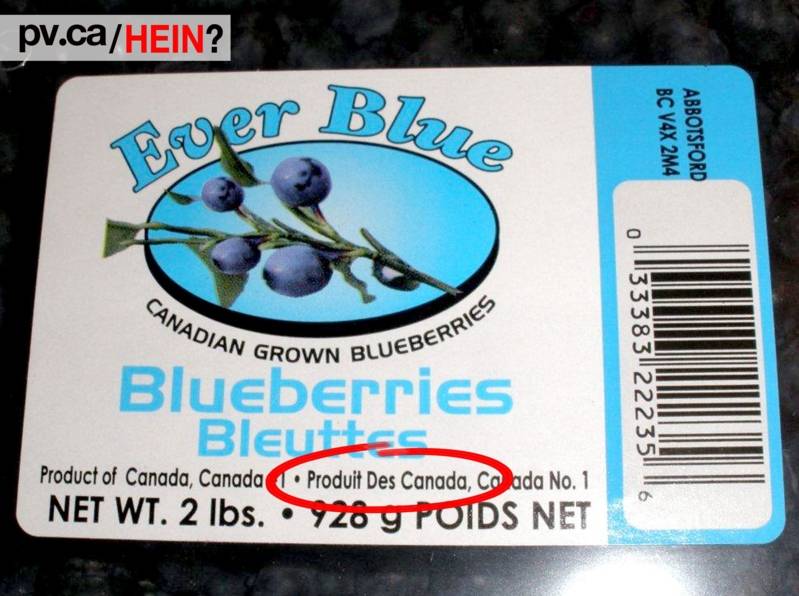 pv.ca/HEIN?
Ever Blue
CANADIAN GROWN BLUEBERRIES
Blueberries
Bleuttes
Product of Canada, Canada #1 • Produit Des Canada, Canada No. 1
NET WT. 2 lbs. • 928 g POIDS NET
ABBOTSFORD
BC V4X 2M4
0 33383 22235 6